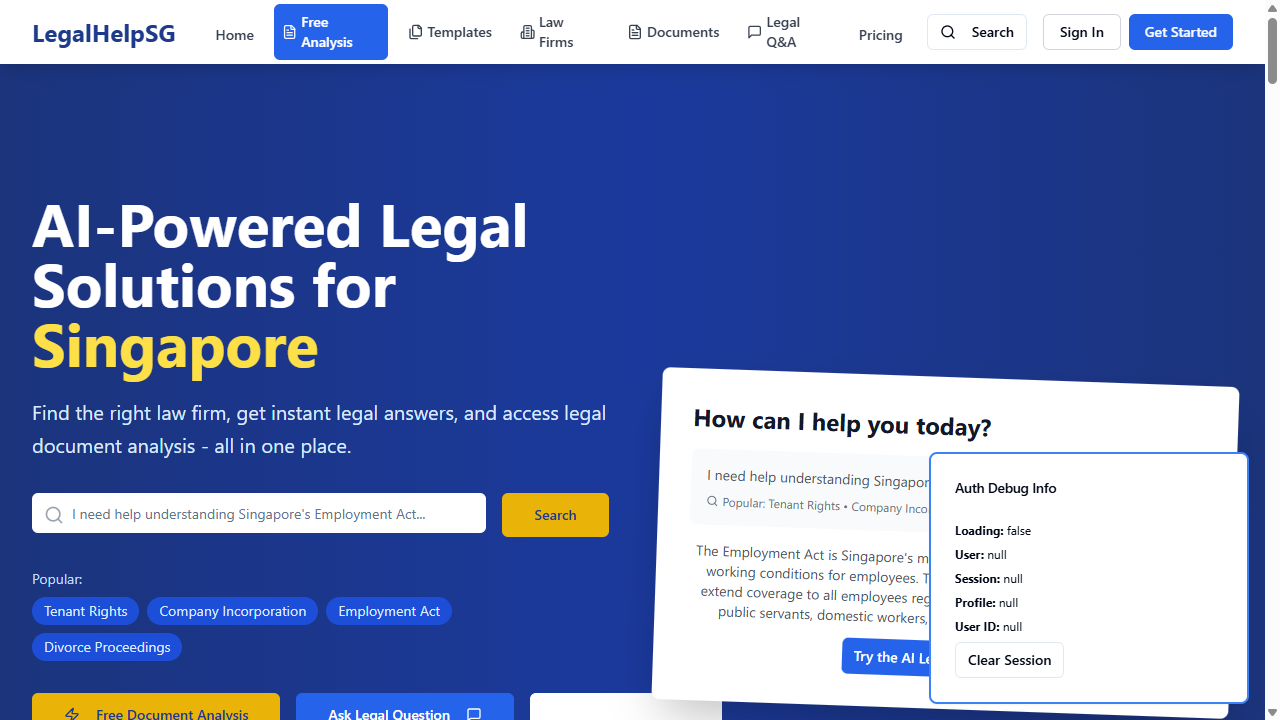 LegalHelpSG
Home
Free
Analysis
Templates
Law
Firms
Documents
Legal
Q&A
Pricing
Search
Sign In
Get Started
AI-Powered Legal
Solutions for
Singapore
Find the right law firm, get instant legal answers, and access legal
document analysis - all in one place.
I need help understanding Singapore's Employment Act...
Search
Popular:
Tenant Rights
Company Incorporation
Employment Act
Divorce Proceedings
Free Document Analysis
Ask Legal Question
How can I help you today?
I need help understanding Singapor
Popular: Tenant Rights • Company Inco
The Employment Act is Singapore's m
working conditions for employees. T
extend coverage to all employees reg
public servants, domestic workers,
Try the AI Le
Auth Debug Info
Loading: false
User: null
Session: null
Profile: null
User ID: null
Clear Session